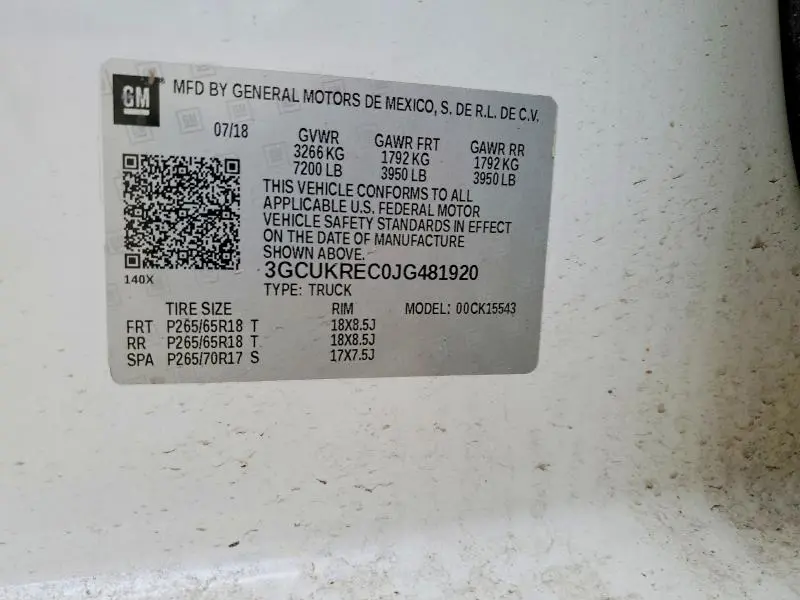 GM
MFD BY GENERAL MOTORS DE MEXICO, S. DE R.L. DE C.V.
07/18 GVWR GAWR FRT GAWR RR
3266 KG 1792 KG 1792 KG
7200 LB 3950 LB 3950 LB
THIS VEHICLE CONFORMS TO ALL
APPLICABLE U.S. FEDERAL MOTOR
VEHICLE SAFETY STANDARDS IN EFFECT
ON THE DATE OF MANUFACTURE
SHOWN ABOVE.
3GCUKREC0JG481920
140X
TYPE: TRUCK
TIRE SIZE RIM MODEL: 00CK15543
FRT P265/65R18 T 18X8.5J
RR P265/65R18 T 18X8.5J
SPA P265/70R17 S 17X7.5J